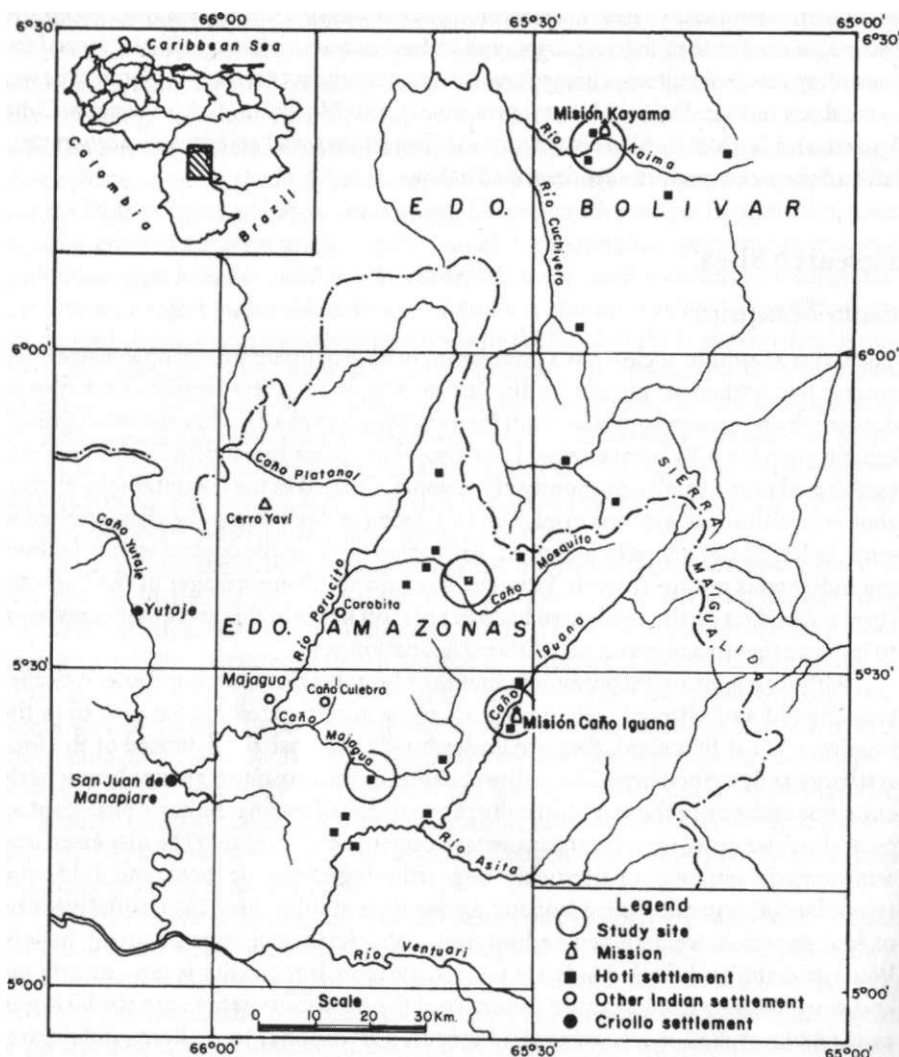 66°00'
65°30'
65°00'
6°30'
6°30'
Caribbean Sea
Colombia
Brazil
Misión Kayama
Río
Kaima
EDO. BOLIVAR
Río Cuchivero
6°00'
6°00'
Caño Platanal
Cerro Yaví
SIERRA MAIGUALIDA
Caño Yutaje
Yutaje
Caño Mosquito
Corobita
Río Parucito
EDO. AMAZONAS
Iguana
Caño
5°30'
5°30'
Majagua
Caño Culebra
Caño
Majagua
Misión Caño Iguana
San Juan de
Manapiare
Río Asita
Río Ventuari
5°00'
5°00'
Legend
Study site
Mission
Hoti settlement
Other Indian settlement
Criollo settlement
Scale
0 10 20 30 Km.
66°00'
65°30'
65°00'